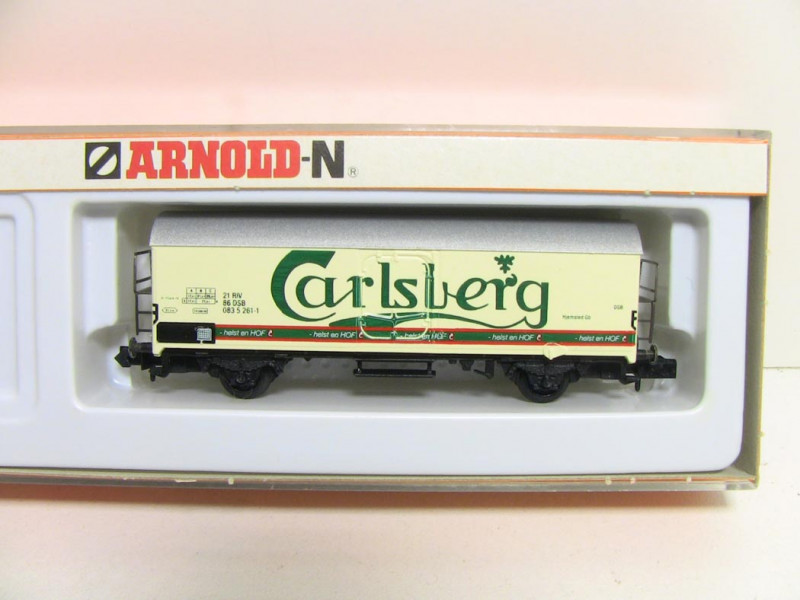 ARNOLD-N®
Carlsberg
21 RIV
86 DSB
083 5 261-1
DSB
- helst en HOF - helst en HOF - helst en HOF - helst en HOF - helst en HOF